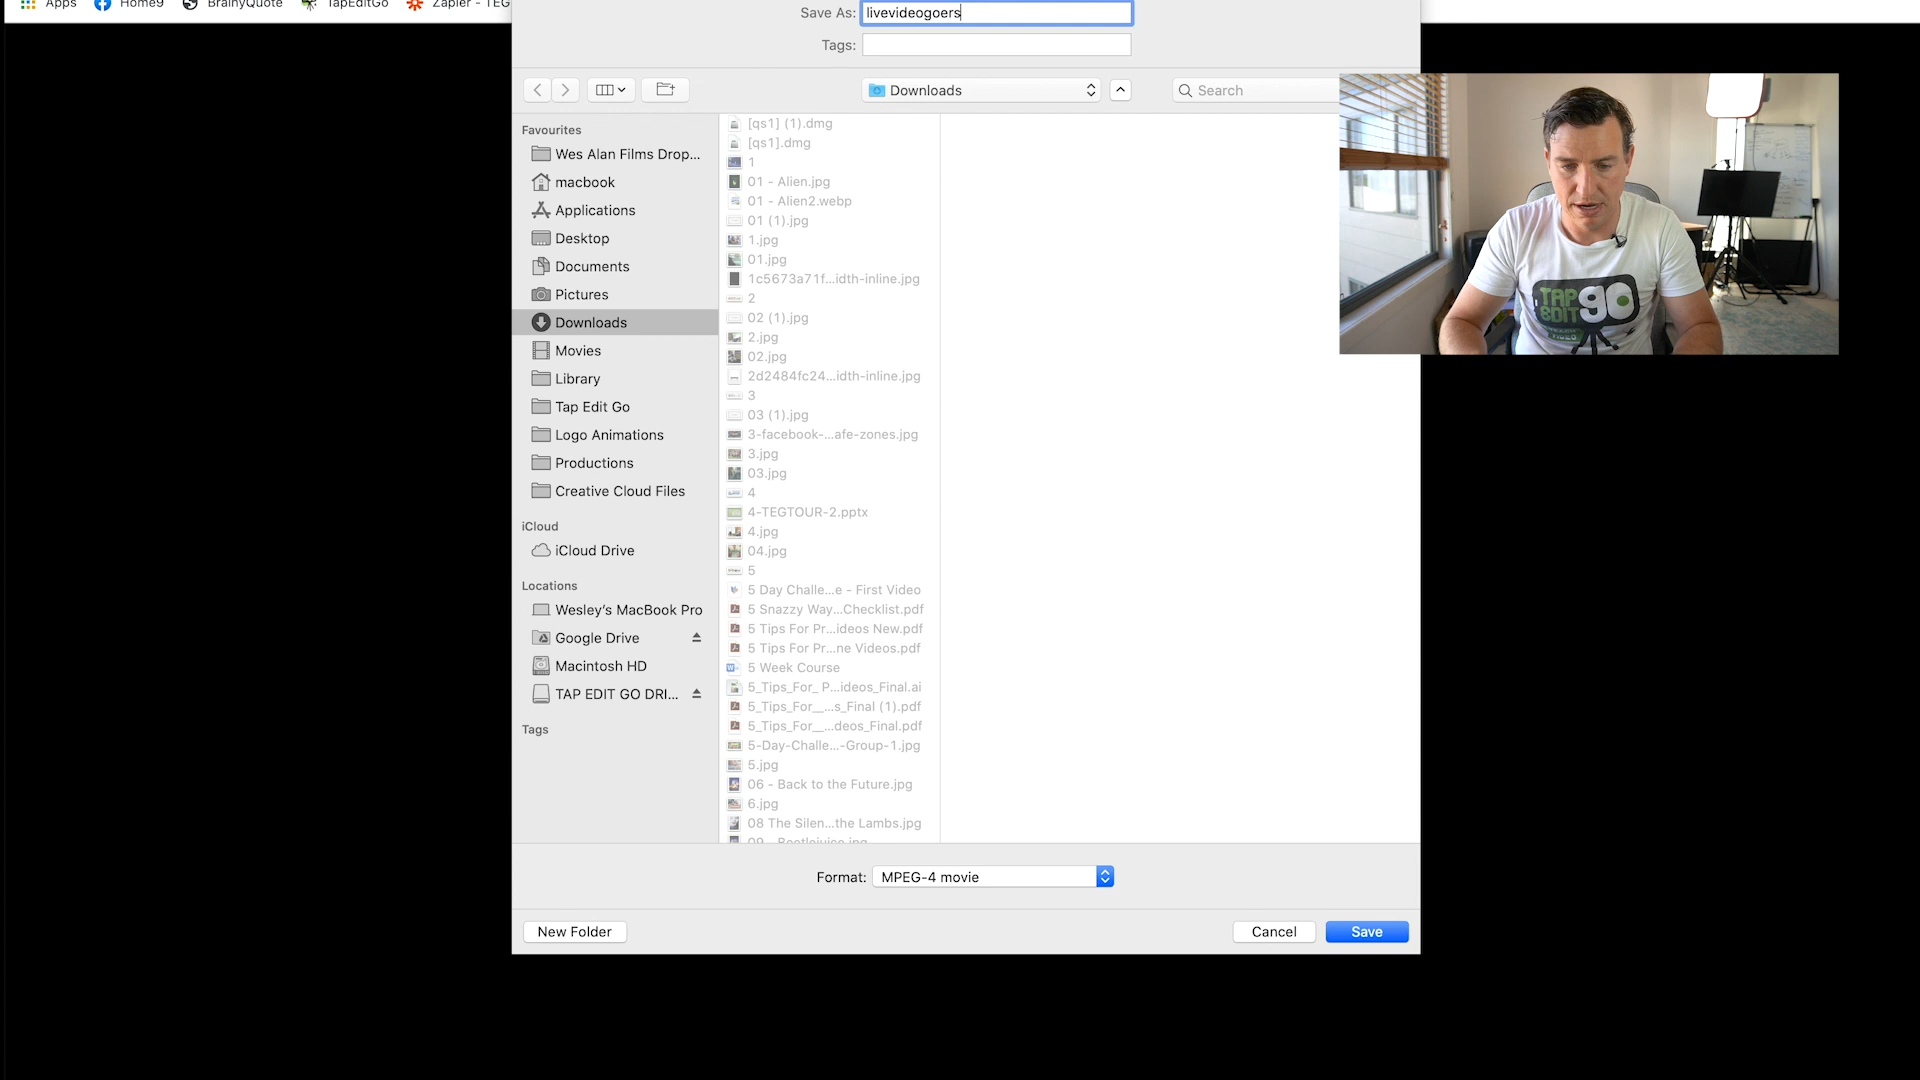 Apps
Home9
BrainyQuote
TapEditGo
Zapier - TEG
Save As: livevideogoers
Tags:
Downloads
Search
Favourites
Wes Alan Films Drop...
macbook
Applications
Desktop
Documents
Pictures
Downloads
Movies
Library
Tap Edit Go
Logo Animations
Productions
Creative Cloud Files
iCloud
iCloud Drive
Locations
Wesley's MacBook Pro
Google Drive
Macintosh HD
TAP EDIT GO DRI...
Tags
[qs1] (1).dmg
[qs1].dmg
1
01 - Alien.jpg
01 - Alien2.webp
01 (1).jpg
1.jpg
01.jpg
1c5673a71f...idth-inline.jpg
2
02 (1).jpg
2.jpg
02.jpg
2d2484fc24...idth-inline.jpg
3
03 (1).jpg
3-facebook-...afe-zones.jpg
3.jpg
03.jpg
4
4-TEGTOUR-2.pptx
4.jpg
04.jpg
5
5 Day Challe...e - First Video
5 Snazzy Way...Checklist.pdf
5 Tips For Pr...ideos New.pdf
5 Tips For Pr...ne Videos.pdf
5 Week Course
5_Tips_For_ P...ideos_Final.ai
5_Tips_For__...s_Final (1).pdf
5_Tips_For__...deos_Final.pdf
5-Day-Challe...-Group-1.jpg
5.jpg
06 - Back to the Future.jpg
6.jpg
08 The Silen...the Lambs.jpg
09 - Beetlejuice.jpg
TAP
EDIT
GO
VIDEO
Format: MPEG-4 movie
New Folder
Cancel
Save